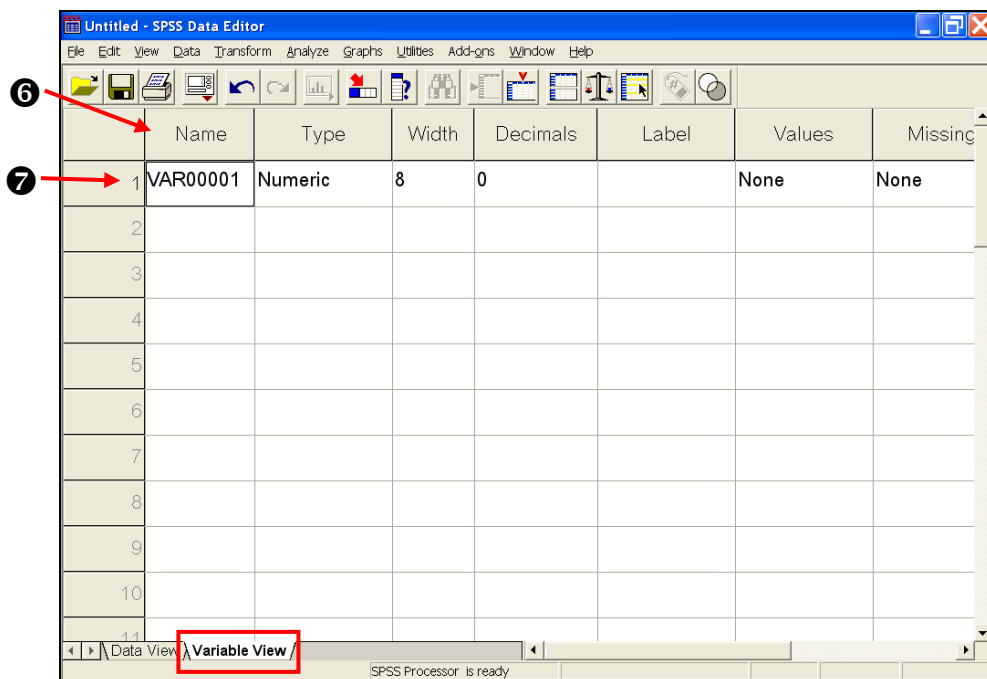 Untitled - SPSS Data Editor
File Edit View Data Transform Analyze Graphs Utilities Add-ons Window Help
❻
Name Type Width Decimals Label Values Missing
❼
1 VAR00001 Numeric 8 0 None None
2
3
4
5
6
7
8
9
10
11
Data View Variable View
SPSS Processor is ready